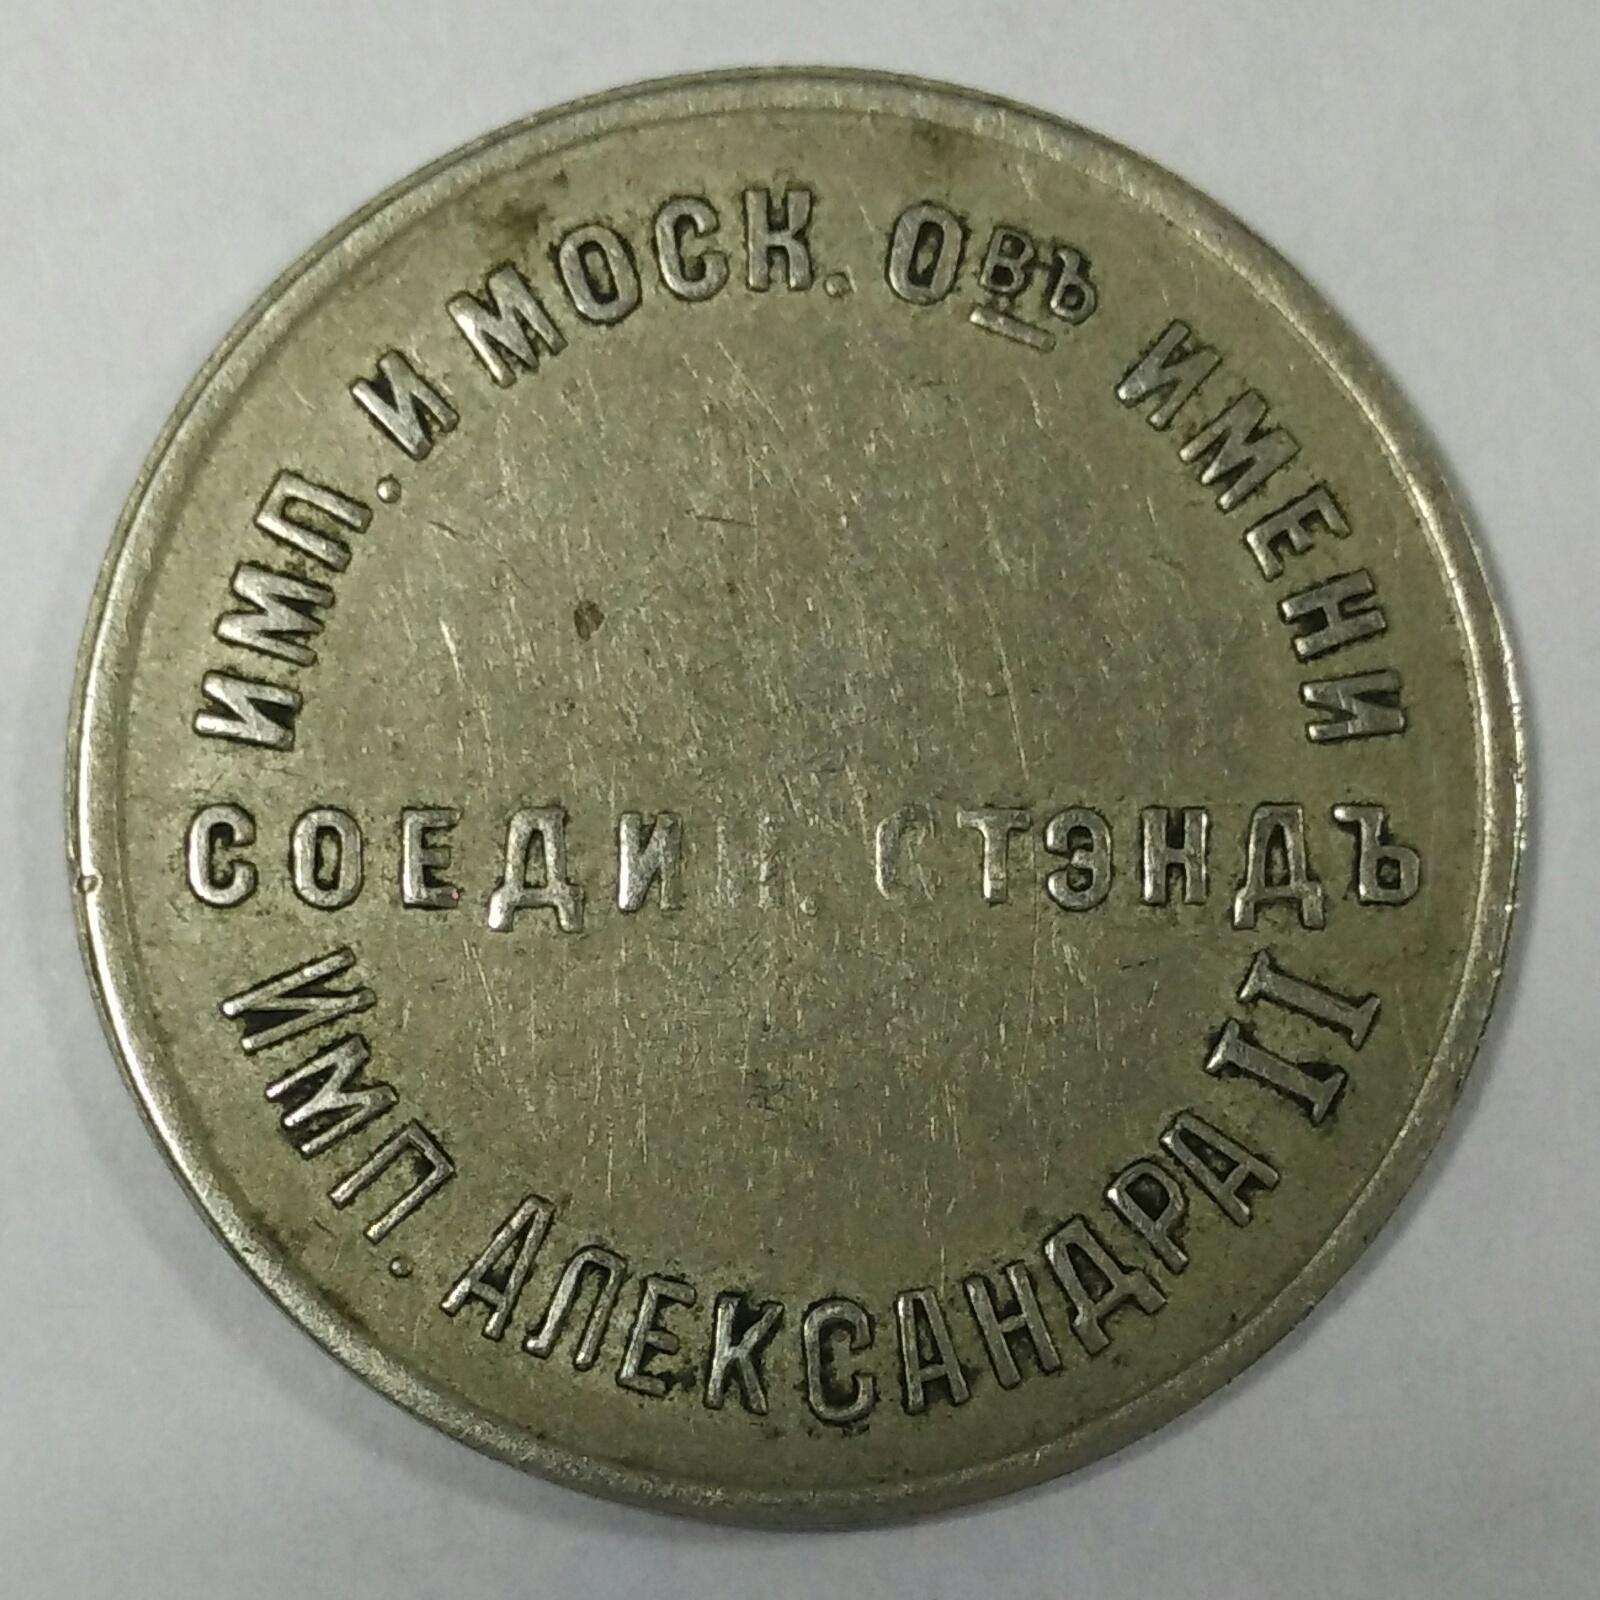 ИМП. И МОСК. Овъ ИМЕНИ
СОЕДИН. СТЭНДЪ
ИМП. АЛЕКСАНДРА II